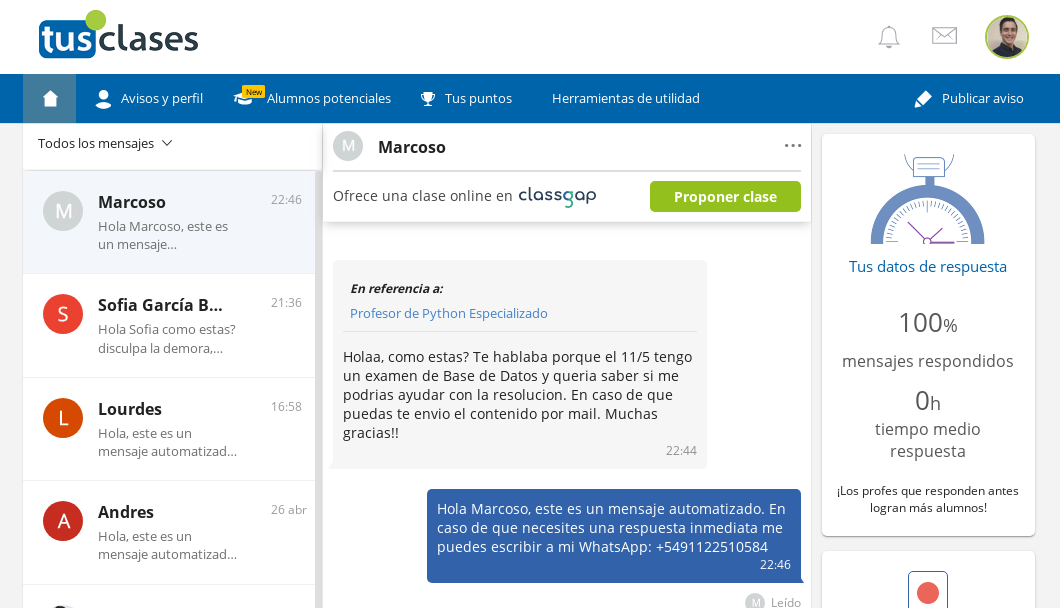 tusclases
New
Avisos y perfil
Alumnos potenciales
Tus puntos
Herramientas de utilidad
Publicar aviso
Todos los mensajes
M
Marcoso
22:46
Hola Marcoso, este es
un mensaje...
S
Sofia García B...
21:36
Hola Sofia como estas?
disculpa la demora,...
L
Lourdes
16:58
Hola, este es un
mensaje automatizad...
A
Andres
26 abr
Hola, este es un
mensaje automatizad...
M
Marcoso
Ofrece una clase online en classgap
Proponer clase
En referencia a:
Profesor de Python Especializado
Holaa, como estas? Te hablaba porque el 11/5 tengo
un examen de Base de Datos y queria saber si me
podrias ayudar con la resolucion. En caso de que
puedas te envio el contenido por mail. Muchas
gracias!!
22:44
Hola Marcoso, este es un mensaje automatizado. En
caso de que necesites una respuesta inmediata me
puedes escribir a mi WhatsApp: +5491122510584
22:46
M
Leído
Tus datos de respuesta
100%
mensajes respondidos
0h
tiempo medio
respuesta
¡Los profes que responden antes
logran más alumnos!